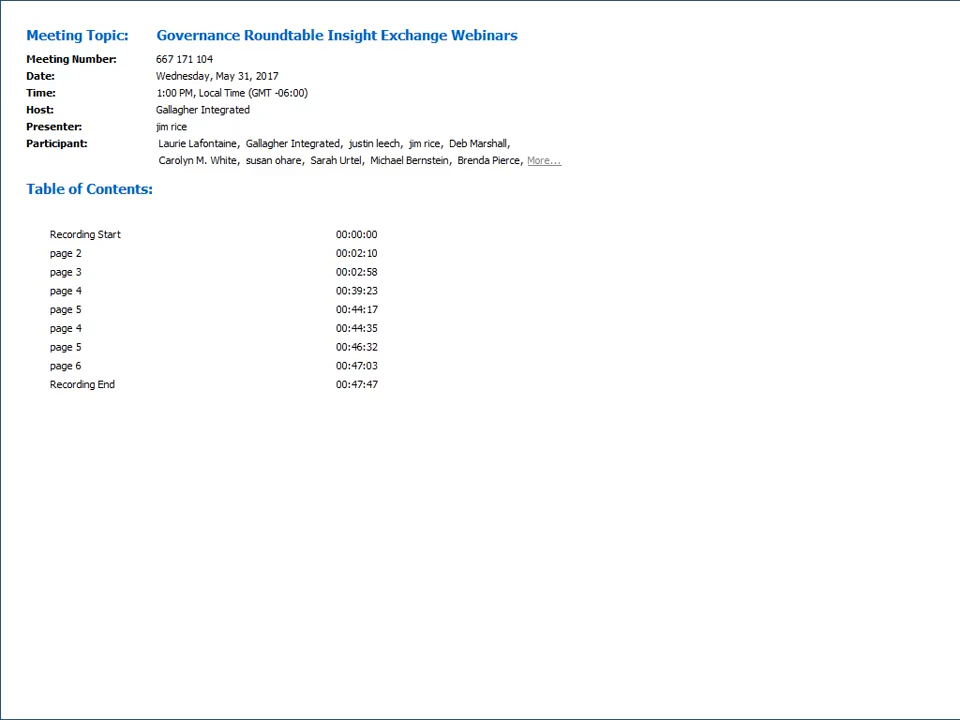 Meeting Topic: Governance Roundtable Insight Exchange Webinars
Meeting Number: 667 171 104
Date: Wednesday, May 31, 2017
Time: 1:00 PM, Local Time (GMT -06:00)
Host: Gallagher Integrated
Presenter: jim rice
Participant: Laurie Lafontaine, Gallagher Integrated, justin leech, jim rice, Deb Marshall,
Carolyn M. White, susan ohare, Sarah Urtel, Michael Bernstein, Brenda Pierce, More...
Table of Contents:
Recording Start 00:00:00
page 2 00:02:10
page 3 00:02:58
page 4 00:39:23
page 5 00:44:17
page 4 00:44:35
page 5 00:46:32
page 6 00:47:03
Recording End 00:47:47